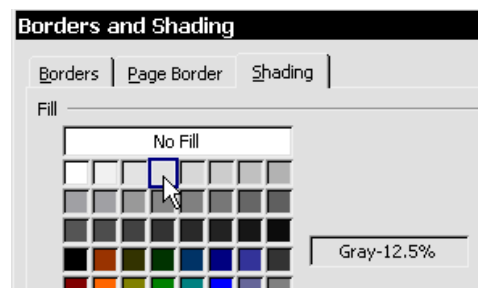 Borders and Shading
Borders Page Border Shading
Fill
No Fill
Gray-12.5%